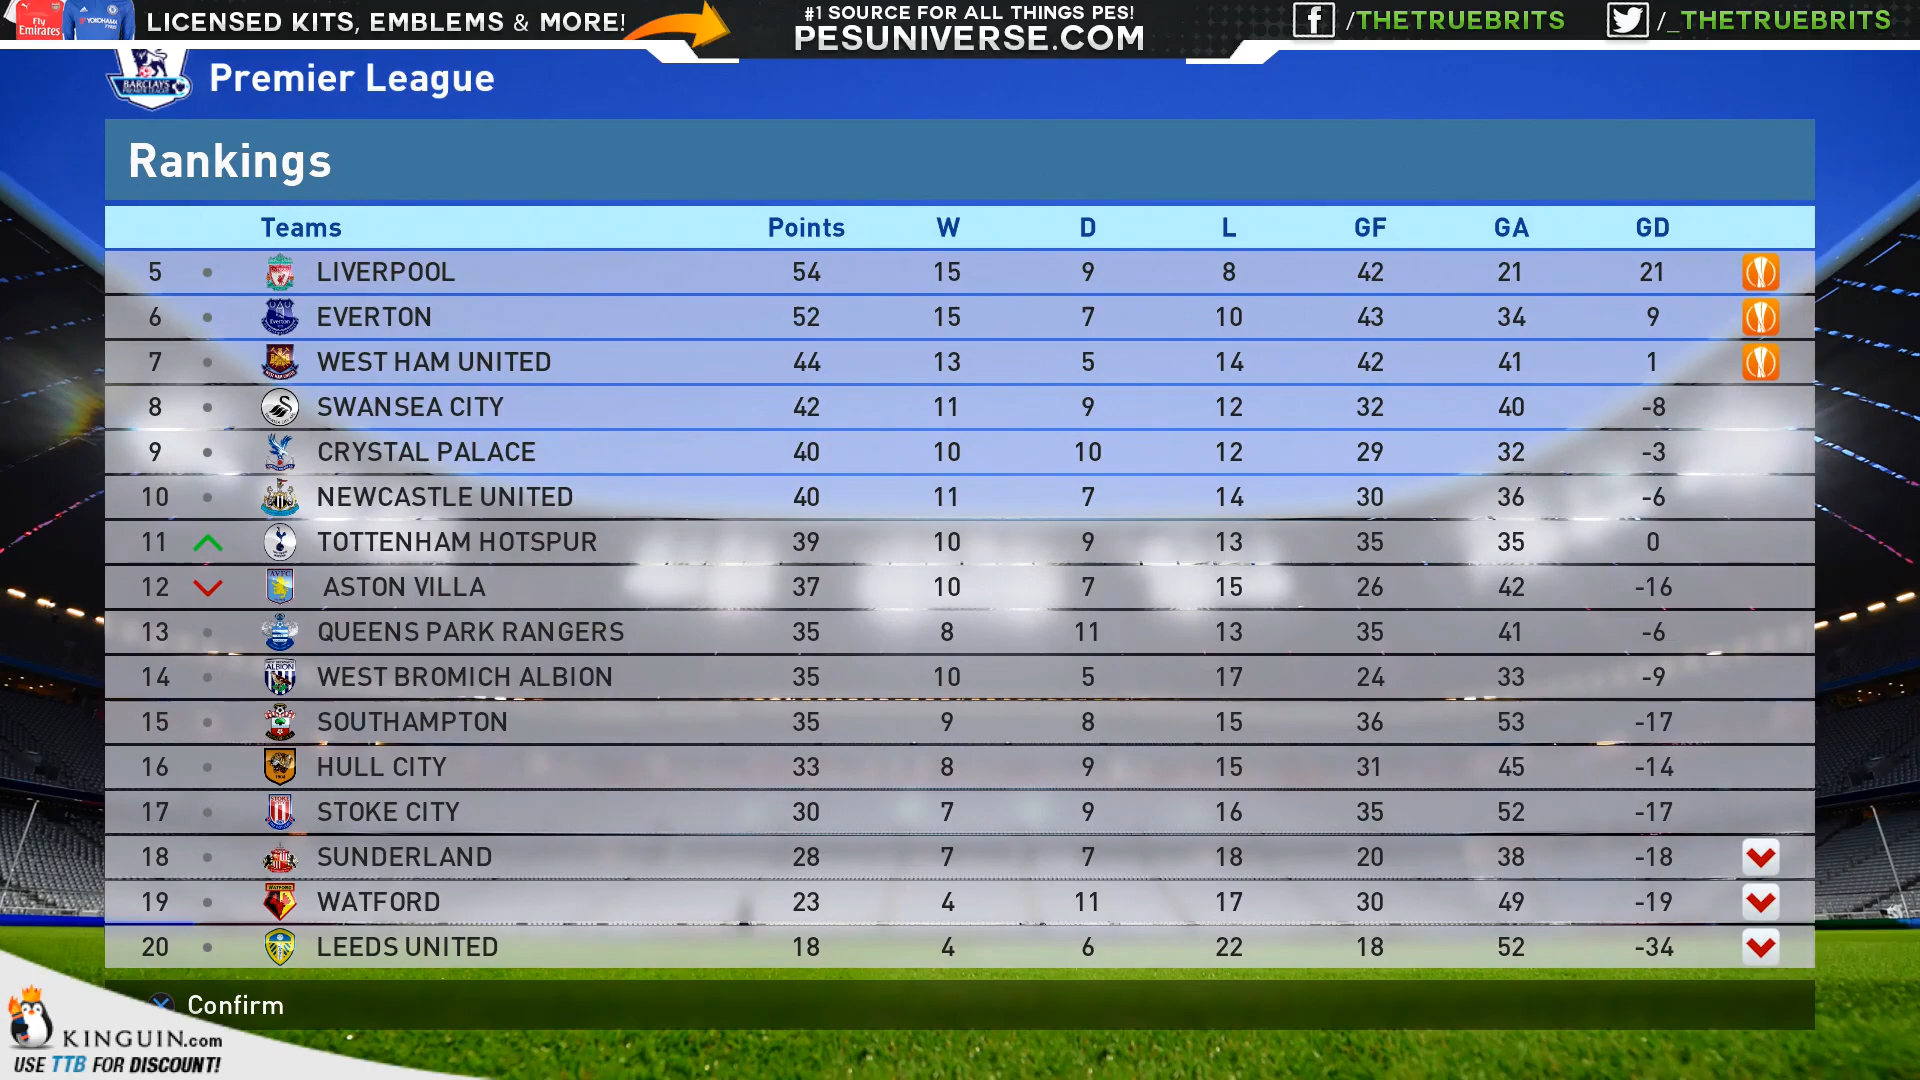 Fly
Emirates
YOKOHAMA
LICENSED KITS, EMBLEMS & MORE!
#1 SOURCE FOR ALL THINGS PES!
PESUNIVERSE.COM
/THETRUEBRITS
/_THETRUEBRITS
BARCLAYS
Premier League
Rankings
Teams Points W D L GF GA GD
5 LIVERPOOL 54 15 9 8 42 21 21
6 EVERTON 52 15 7 10 43 34 9
7 WEST HAM UNITED 44 13 5 14 42 41 1
8 SWANSEA CITY 42 11 9 12 32 40 -8
9 CRYSTAL PALACE 40 10 10 12 29 32 -3
10 NEWCASTLE UNITED 40 11 7 14 30 36 -6
11 TOTTENHAM HOTSPUR 39 10 9 13 35 35 0
12 ASTON VILLA 37 10 7 15 26 42 -16
13 QUEENS PARK RANGERS 35 8 11 13 35 41 -6
14 WEST BROMICH ALBION 35 10 5 17 24 33 -9
15 SOUTHAMPTON 35 9 8 15 36 53 -17
16 HULL CITY 33 8 9 15 31 45 -14
17 STOKE CITY 30 7 9 16 35 52 -17
18 SUNDERLAND 28 7 7 18 20 38 -18
19 WATFORD 23 4 11 17 30 49 -19
20 LEEDS UNITED 18 4 6 22 18 52 -34
Confirm
KINGUIN.com
USE TTB FOR DISCOUNT!